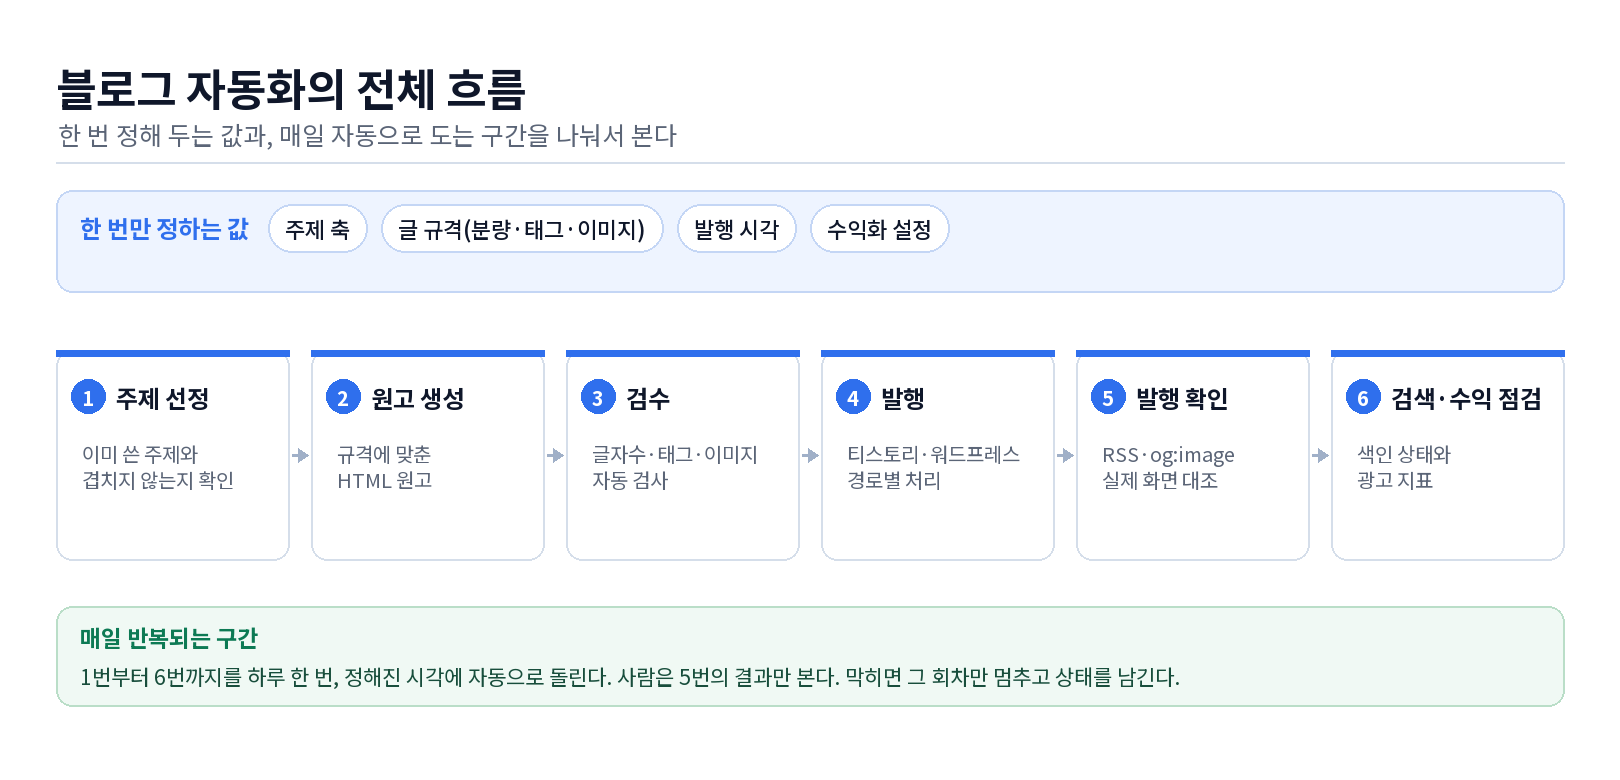 블로그 자동화의 전체 흐름
한 번 정해 두는 값과, 매일 자동으로 도는 구간을 나눠서 본다
한 번만 정하는 값
주제 축
글 규격(분량·태그·이미지)
발행 시각
수익화 설정
1 주제 선정
이미 쓴 주제와
겹치지 않는지 확인
2 원고 생성
규격에 맞춘
HTML 원고
3 검수
글자수·태그·이미지
자동 검사
4 발행
티스토리·워드프레스
경로별 처리
5 발행 확인
RSS·og:image
실제 화면 대조
6 검색·수익 점검
색인 상태와
광고 지표
매일 반복되는 구간
1번부터 6번까지를 하루 한 번, 정해진 시각에 자동으로 돌린다. 사람은 5번의 결과만 본다. 막히면 그 회차만 멈추고 상태를 남긴다.